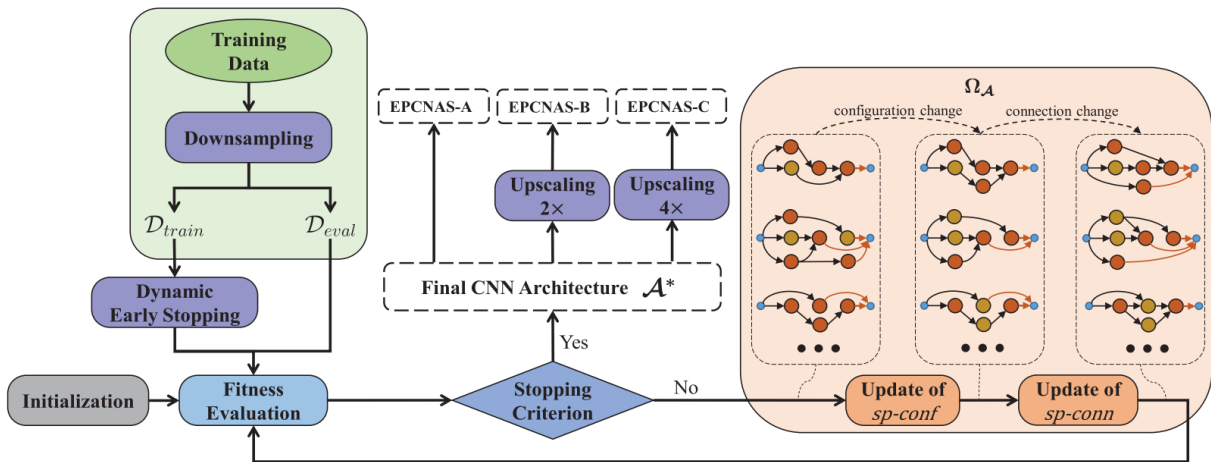 Training
Data
Downsampling
𝒟train
𝒟eval
Dynamic
Early Stopping
Initialization
Fitness
Evaluation
EPCNAS-A
EPCNAS-B
EPCNAS-C
Upscaling
2×
Upscaling
4×
Final CNN Architecture 𝒜*
Yes
Stopping
Criterion
No
Ω𝒜
configuration change
connection change
Update of
sp-conf
Update of
sp-conn